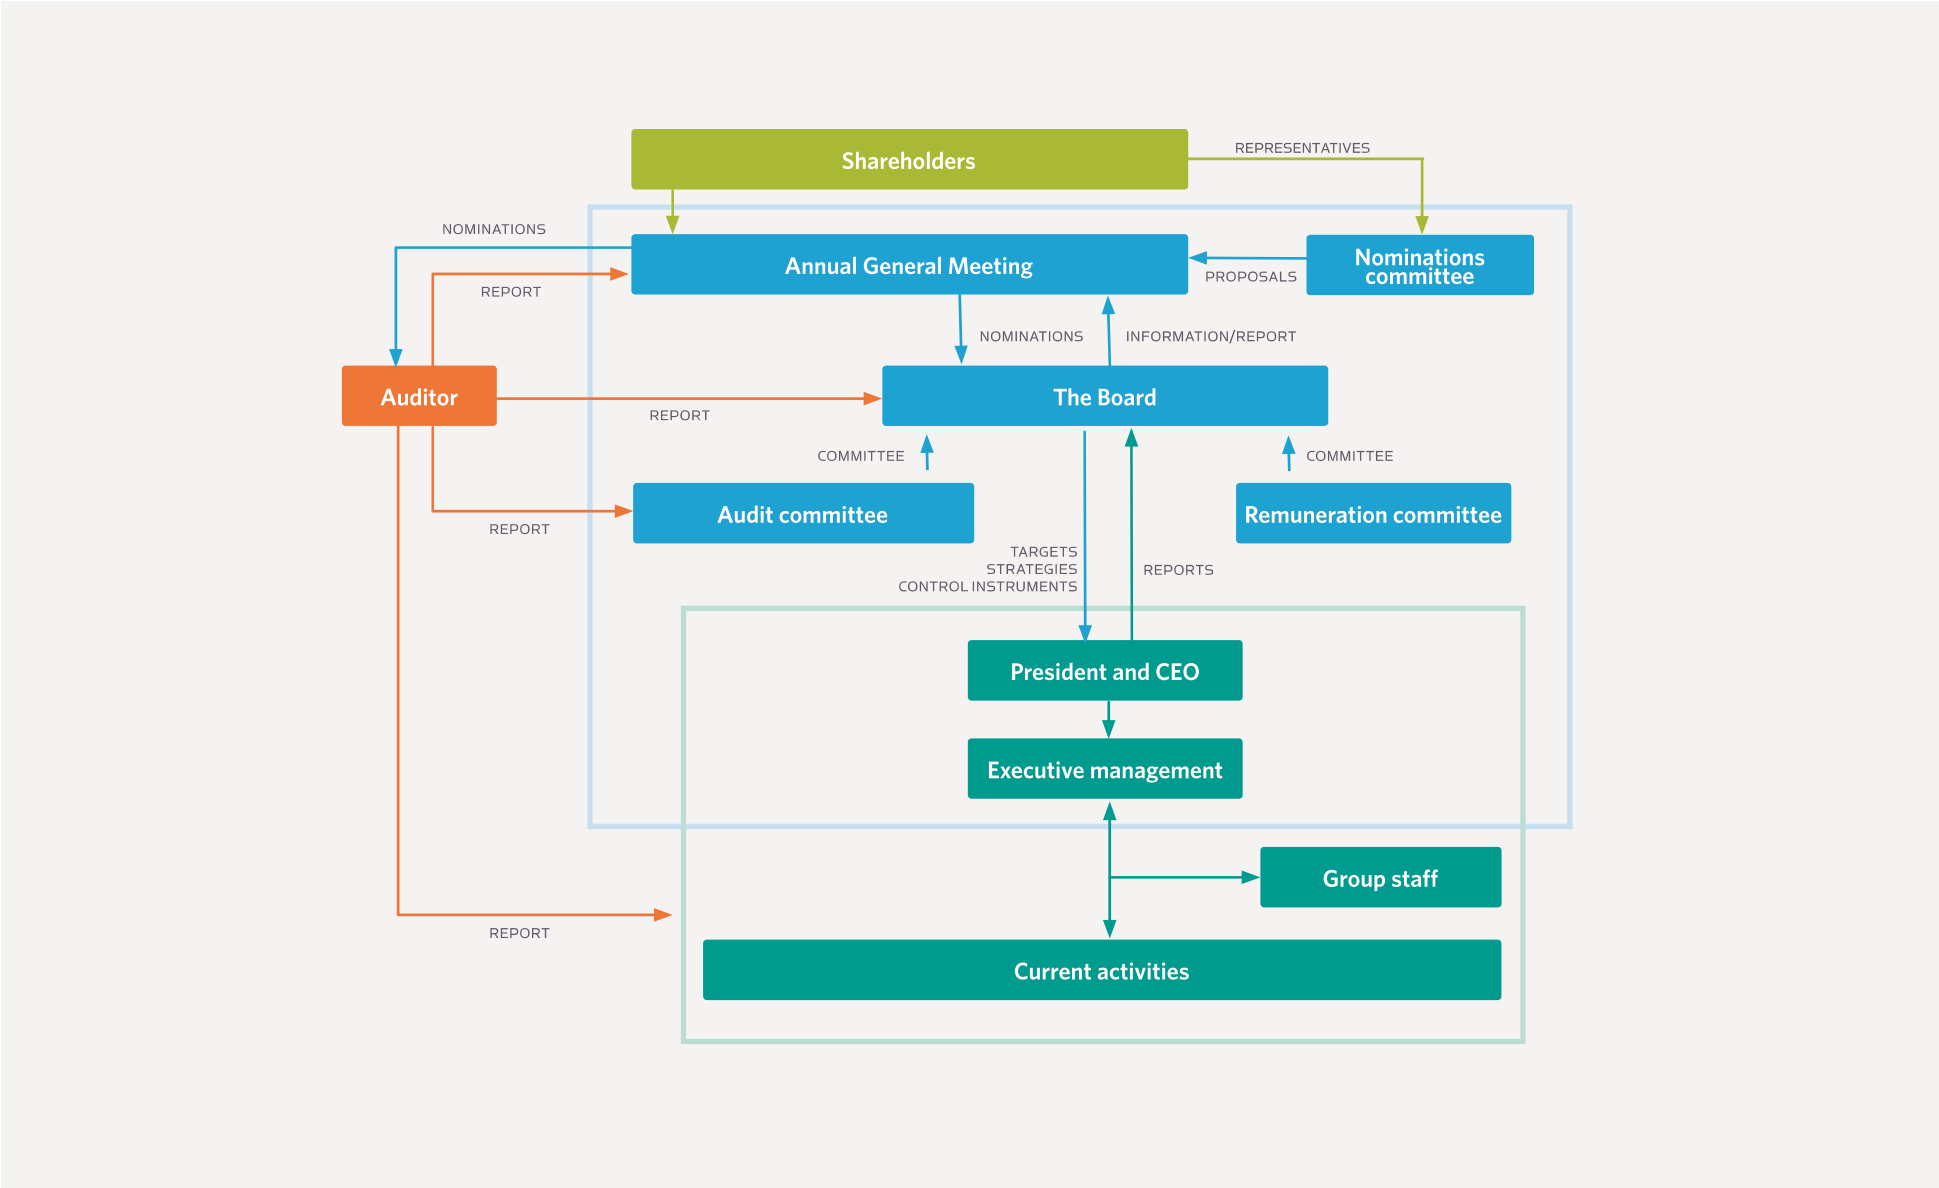 Shareholders
REPRESENTATIVES
NOMINATIONS
Annual General Meeting
Nominations
committee
PROPOSALS
REPORT
NOMINATIONS
INFORMATION/REPORT
Auditor
The Board
REPORT
COMMITTEE
COMMITTEE
Audit committee
Remuneration committee
REPORT
TARGETS
STRATEGIES
CONTROL INSTRUMENTS
REPORTS
President and CEO
Executive management
Group staff
REPORT
Current activities